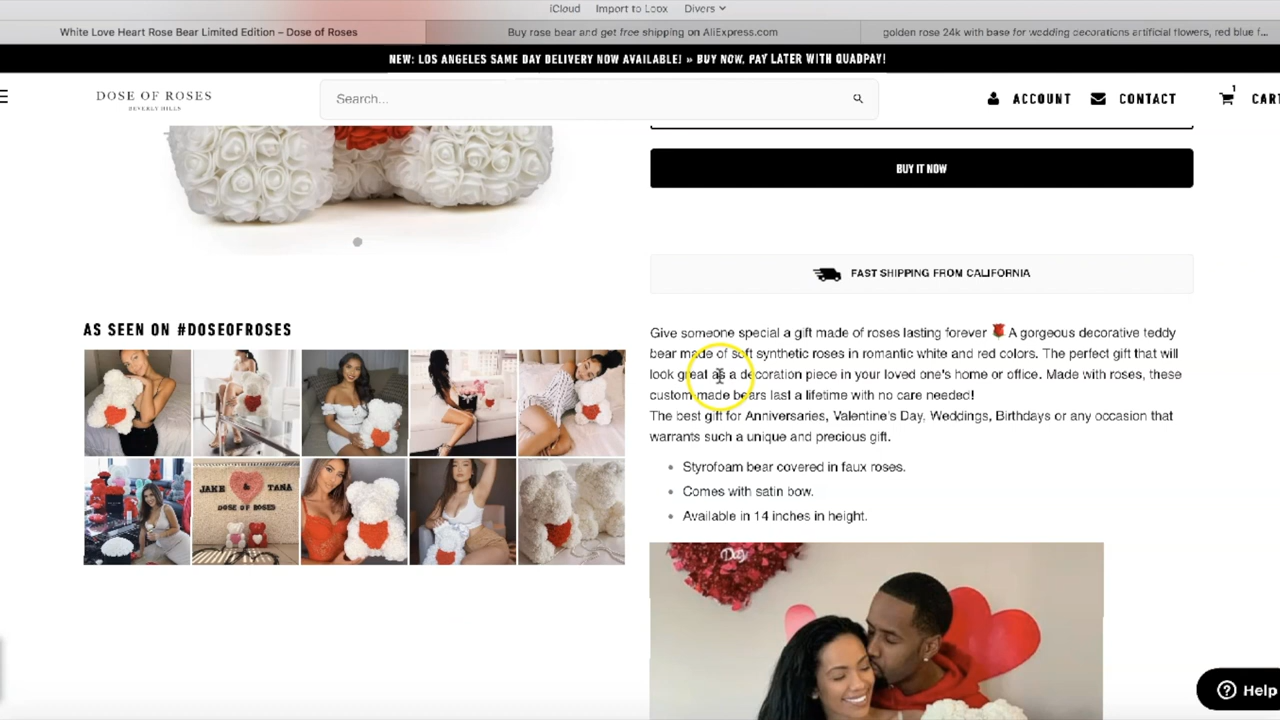 iCloud Import to Loox Divers
White Love Heart Rose Bear Limited Edition – Dose of Roses
Buy rose bear and get free shipping on AliExpress.com
golden rose 24k with base for wedding decorations artificial flowers, red blue f...
NEW: LOS ANGELES SAME DAY DELIVERY NOW AVAILABLE! » BUY NOW, PAY LATER WITH QUADPAY!
DOSE OF ROSES
BEVERLY HILLS
Search...
ACCOUNT
CONTACT
1
CART
BUY IT NOW
FAST SHIPPING FROM CALIFORNIA
AS SEEN ON #DOSEOFROSES
JAKE & TANA
DOSE OF ROSES
Give someone special a gift made of roses lasting forever 🌹 A gorgeous decorative teddy
bear made of soft synthetic roses in romantic white and red colors. The perfect gift that will
look great as a decoration piece in your loved one's home or office. Made with roses, these
custom-made bears last a lifetime with no care needed!
The best gift for Anniversaries, Valentine's Day, Weddings, Birthdays or any occasion that
warrants such a unique and precious gift.
• Styrofoam bear covered in faux roses.
• Comes with satin bow.
• Available in 14 inches in height.
Day
Help